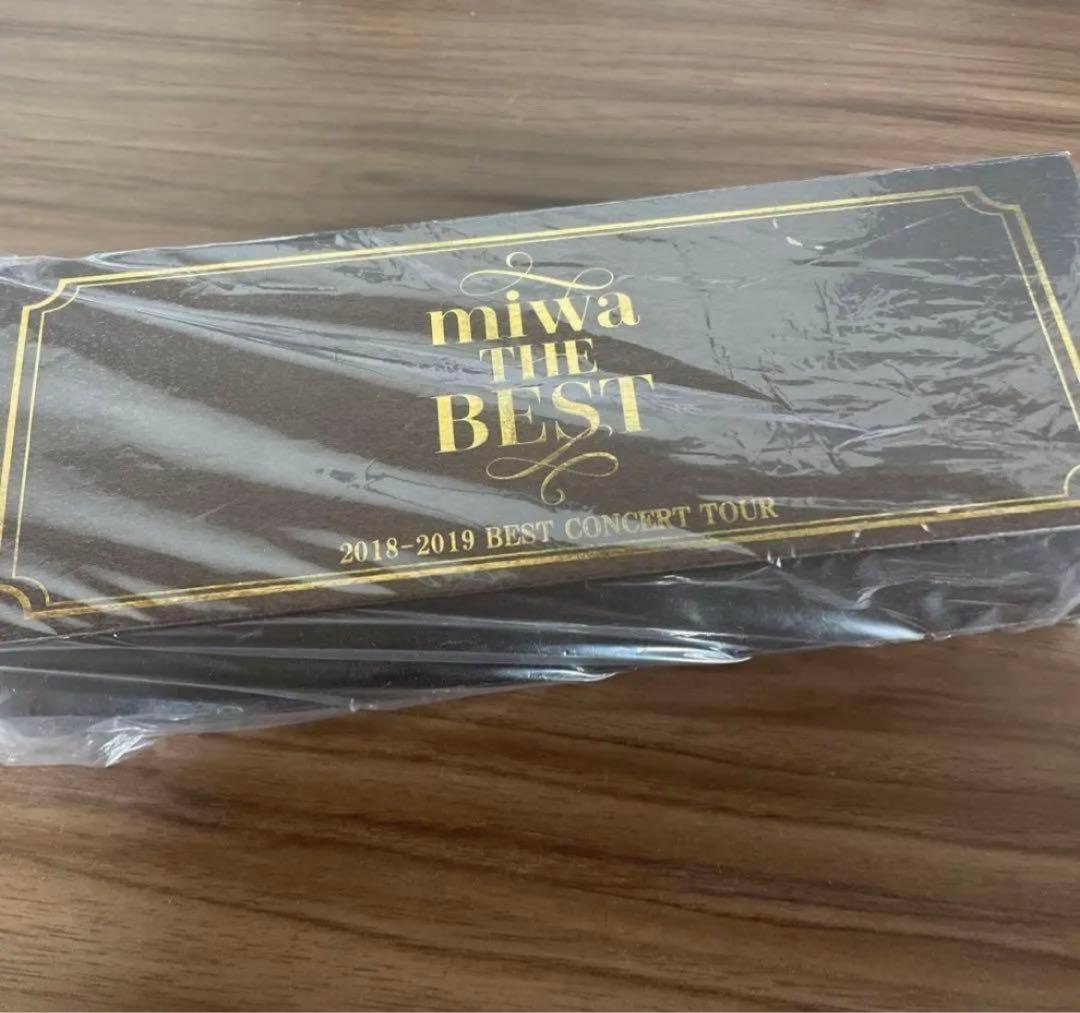 miwa
THE
BEST
2018-2019 BEST CONCERT TOUR